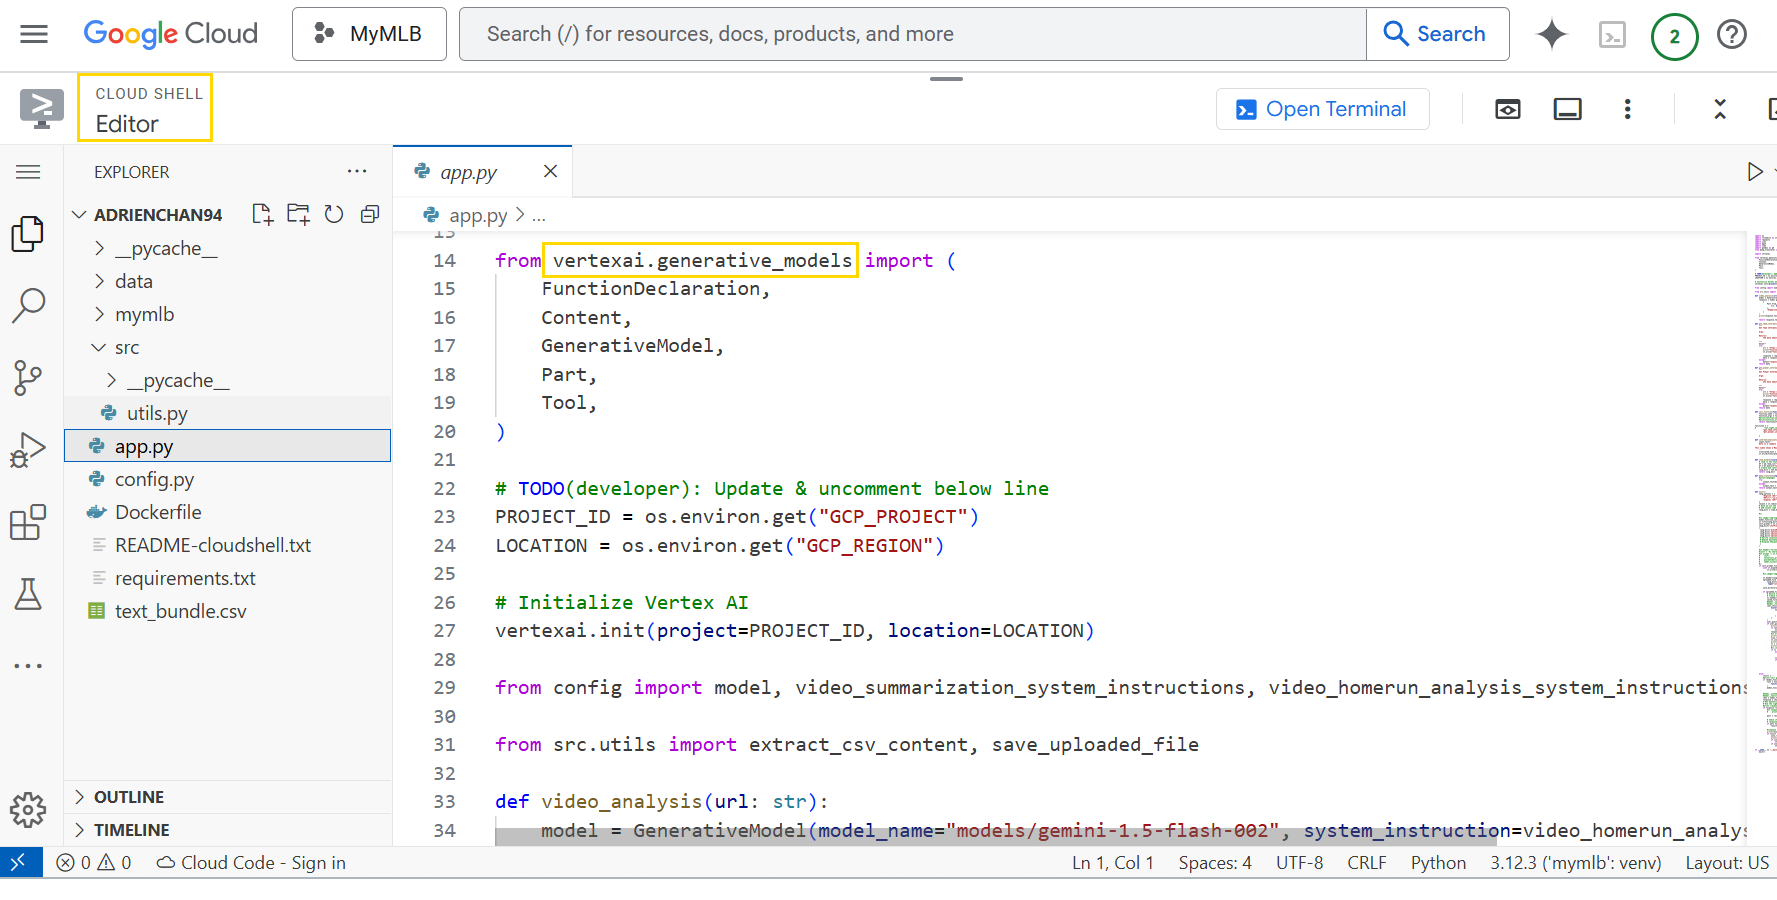 Google Cloud
MyMLB
Search (/) for resources, docs, products, and more
Search
2
CLOUD SHELL
Editor
Open Terminal
EXPLORER
ADRIENCHAN94
__pycache__
data
mymlb
src
__pycache__
utils.py
app.py
config.py
Dockerfile
README-cloudshell.txt
requirements.txt
text_bundle.csv
OUTLINE
TIMELINE
app.py
app.py > ...
14 from vertexai.generative_models import (
15 FunctionDeclaration,
16 Content,
17 GenerativeModel,
18 Part,
19 Tool,
20 )
21
22 # TODO(developer): Update & uncomment below line
23 PROJECT_ID = os.environ.get("GCP_PROJECT")
24 LOCATION = os.environ.get("GCP_REGION")
25
26 # Initialize Vertex AI
27 vertexai.init(project=PROJECT_ID, location=LOCATION)
28
29 from config import model, video_summarization_system_instructions, video_homerun_analysis_system_instructions
30
31 from src.utils import extract_csv_content, save_uploaded_file
32
33 def video_analysis(url: str):
34 model = GenerativeModel(model_name="models/gemini-1.5-flash-002", system_instruction=video_homerun_analys
0 0 Cloud Code - Sign in
Ln 1, Col 1 Spaces: 4 UTF-8 CRLF Python 3.12.3 ('mymlb': venv) Layout: US